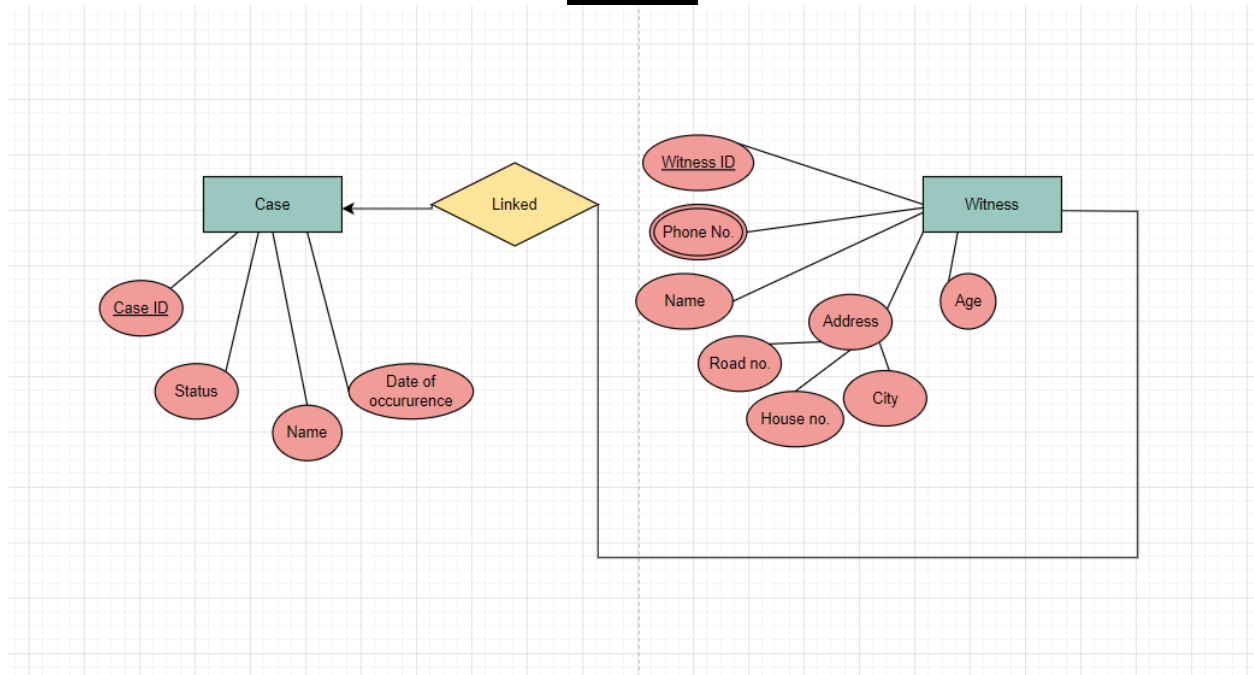 Case
Linked
Witness
Witness ID
Phone No.
Name
Address
Age
Road no.
House no.
City
Case ID
Status
Name
Date of
occururence